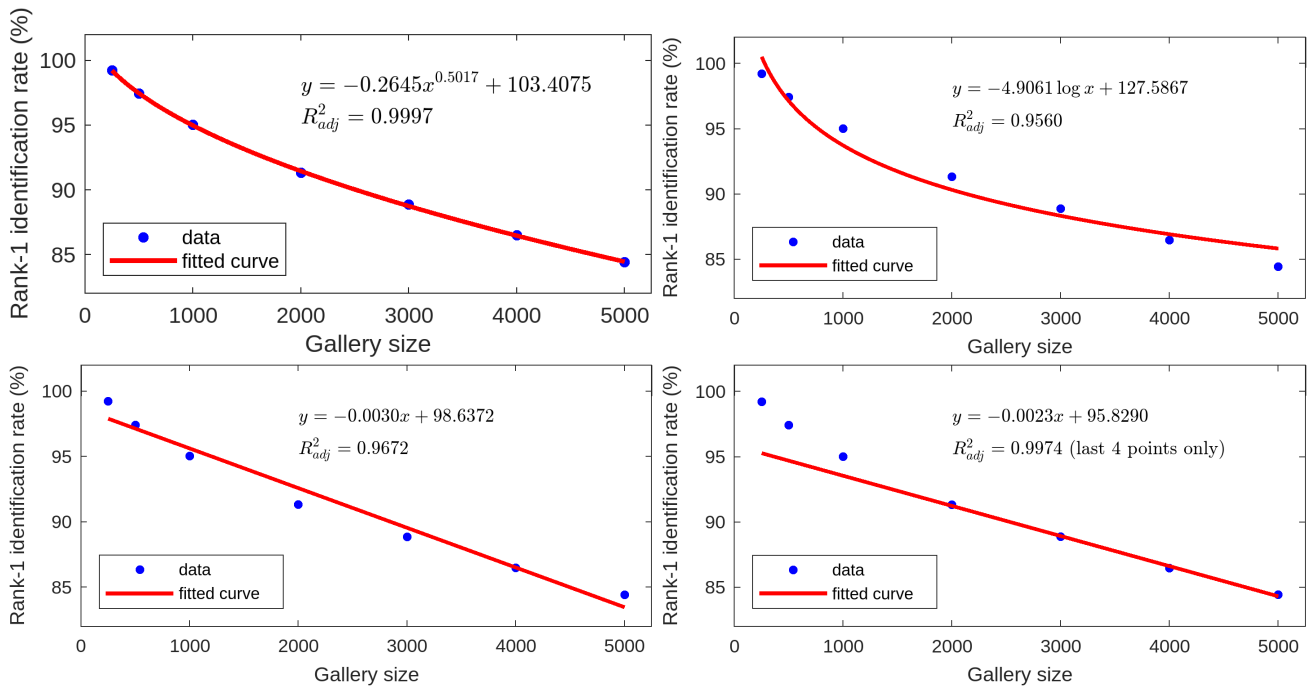 Rank-1 identification rate (%)
100
95
90
85
y = −0.2645x^0.5017 + 103.4075
R²adj = 0.9997
data
fitted curve
0 1000 2000 3000 4000 5000
Gallery size
Rank-1 identification rate (%)
100
95
90
85
y = −4.9061 log x + 127.5867
R²adj = 0.9560
data
fitted curve
0 1000 2000 3000 4000 5000
Gallery size
Rank-1 identification rate (%)
100
95
90
85
y = −0.0030x + 98.6372
R²adj = 0.9672
data
fitted curve
0 1000 2000 3000 4000 5000
Gallery size
Rank-1 identification rate (%)
100
95
90
85
y = −0.0023x + 95.8290
R²adj = 0.9974 (last 4 points only)
data
fitted curve
0 1000 2000 3000 4000 5000
Gallery size